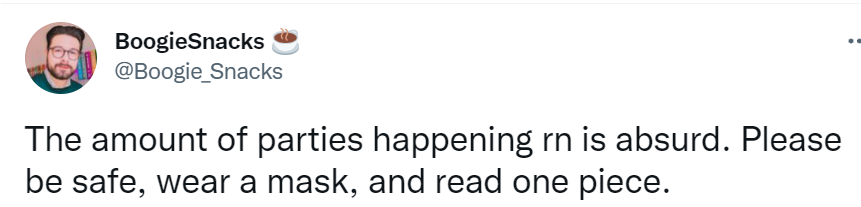 BoogieSnacks ☕
@Boogie_Snacks
The amount of parties happening rn is absurd. Please
be safe, wear a mask, and read one piece.